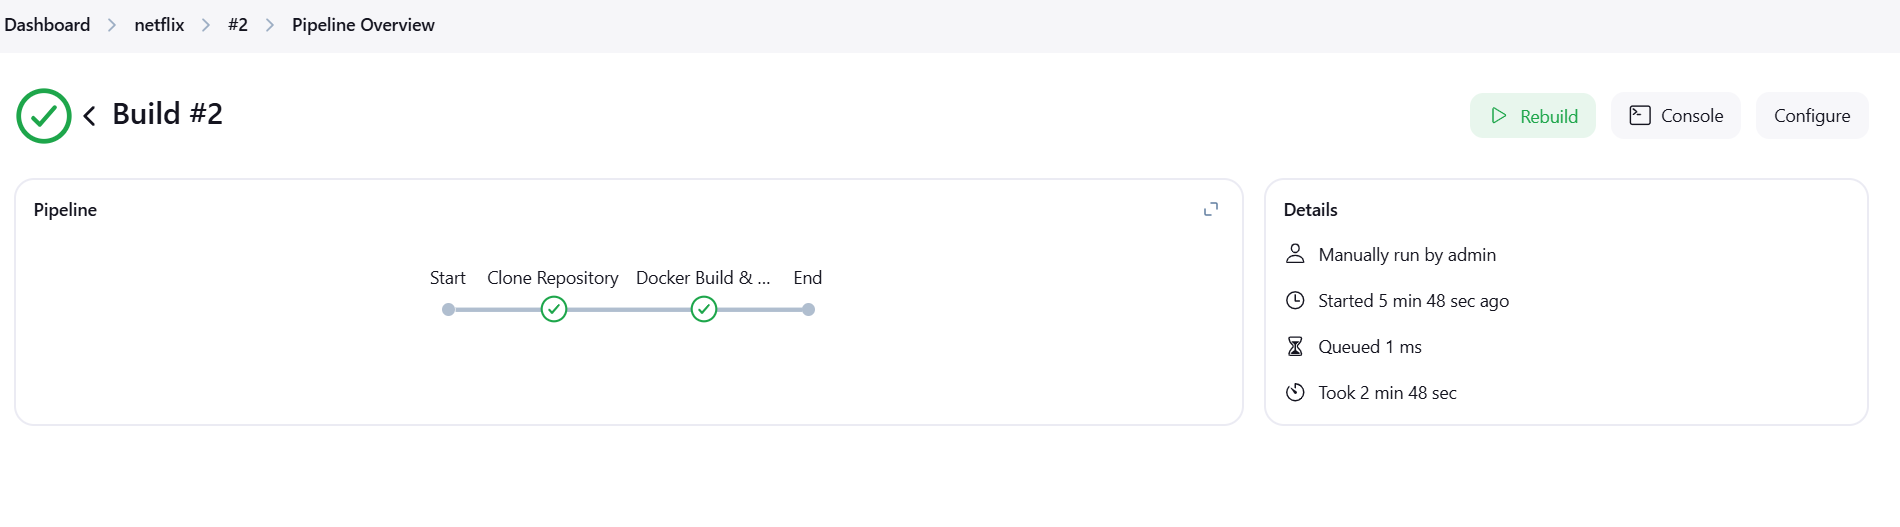 Dashboard > netflix > #2 > Pipeline Overview
Build #2
Rebuild
Console
Configure
Pipeline
Start Clone Repository Docker Build & ... End
Details
Manually run by admin
Started 5 min 48 sec ago
Queued 1 ms
Took 2 min 48 sec